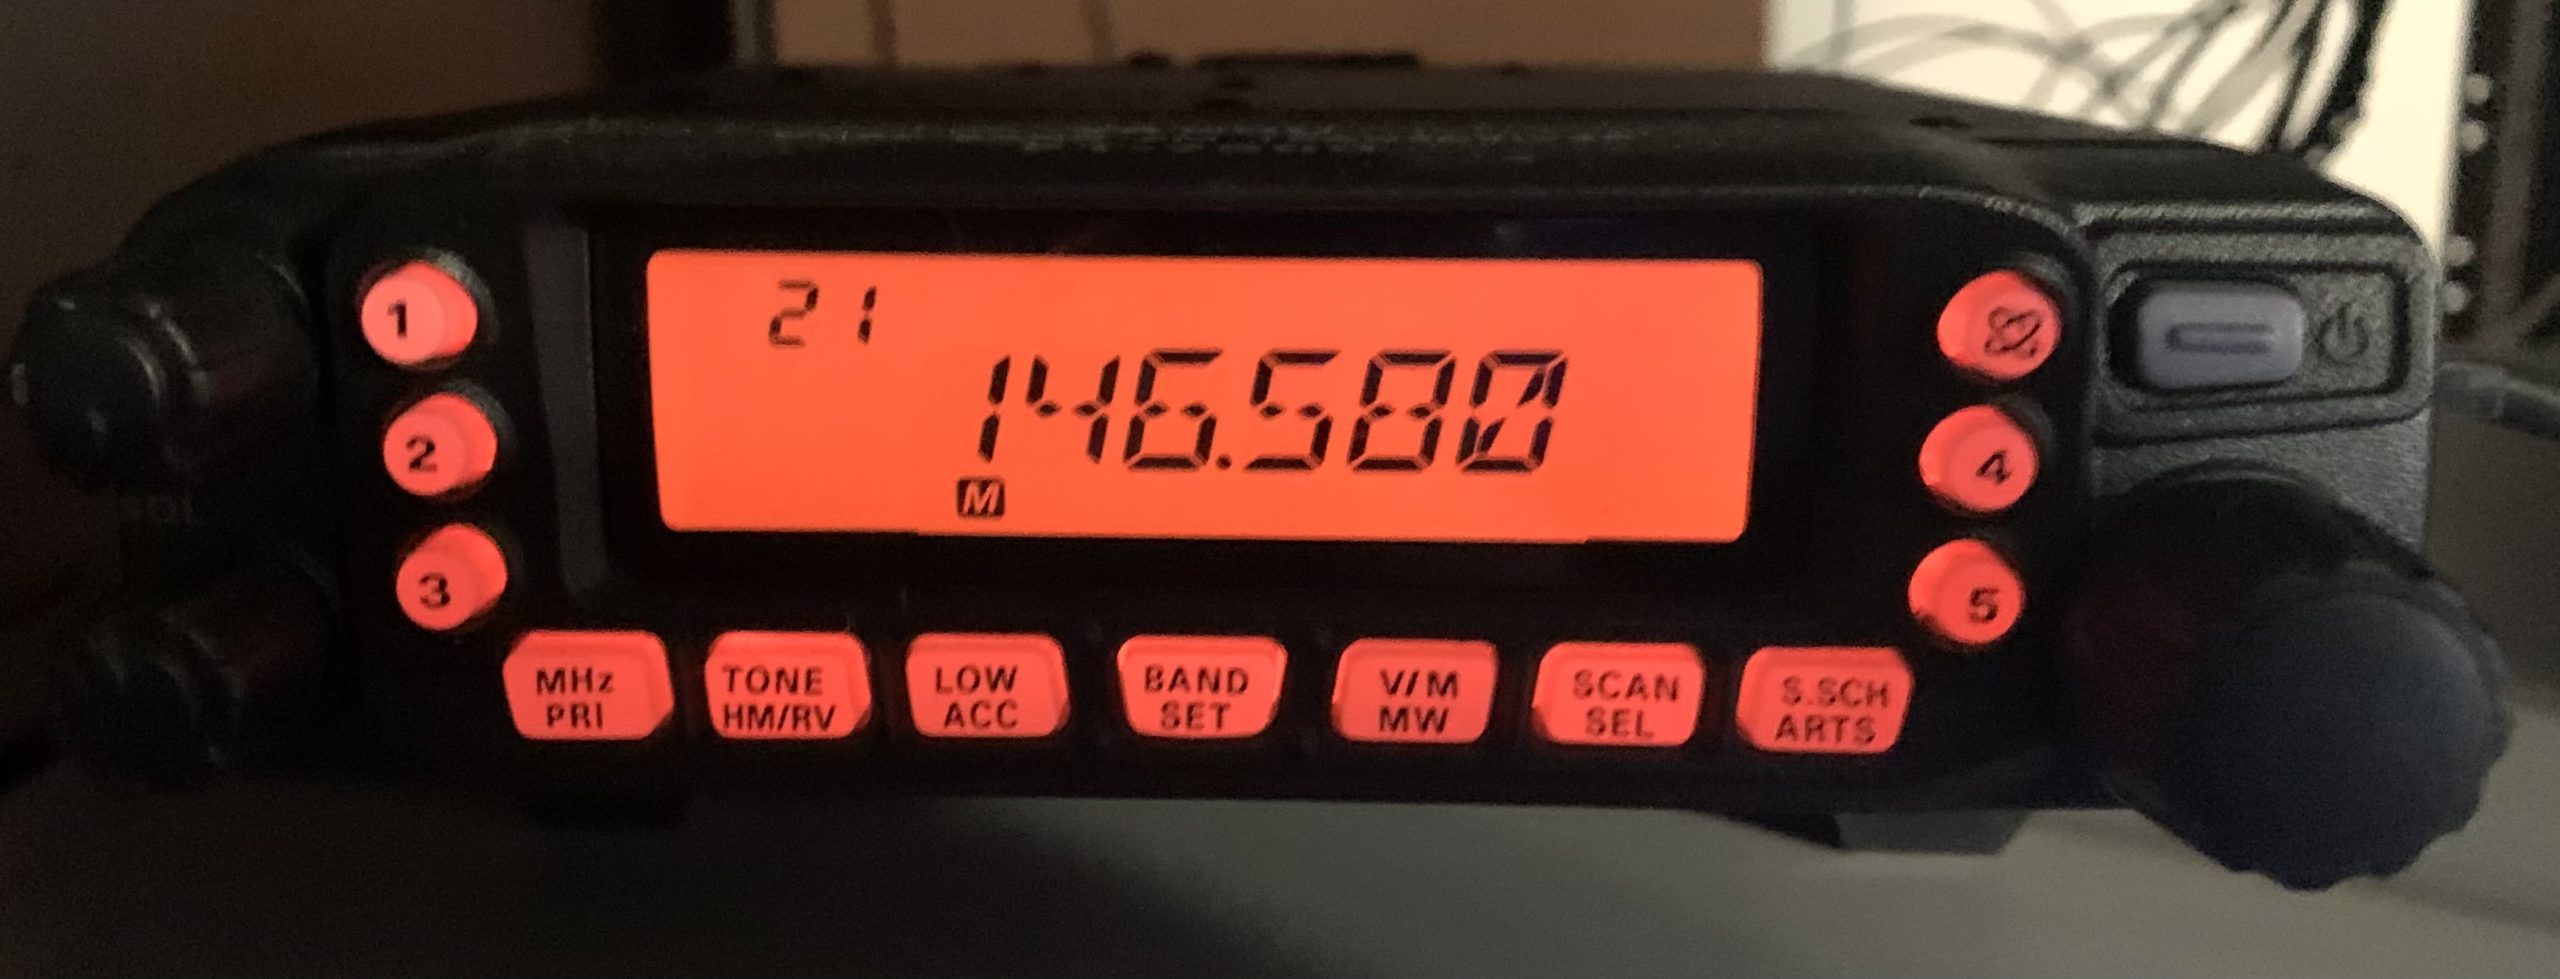 21
146.580
M
1
2
3
4
5
MHz
PRI
TONE
HM/RV
LOW
ACC
BAND
SET
V/M
MW
SCAN
SEL
S.SCH
ARTS